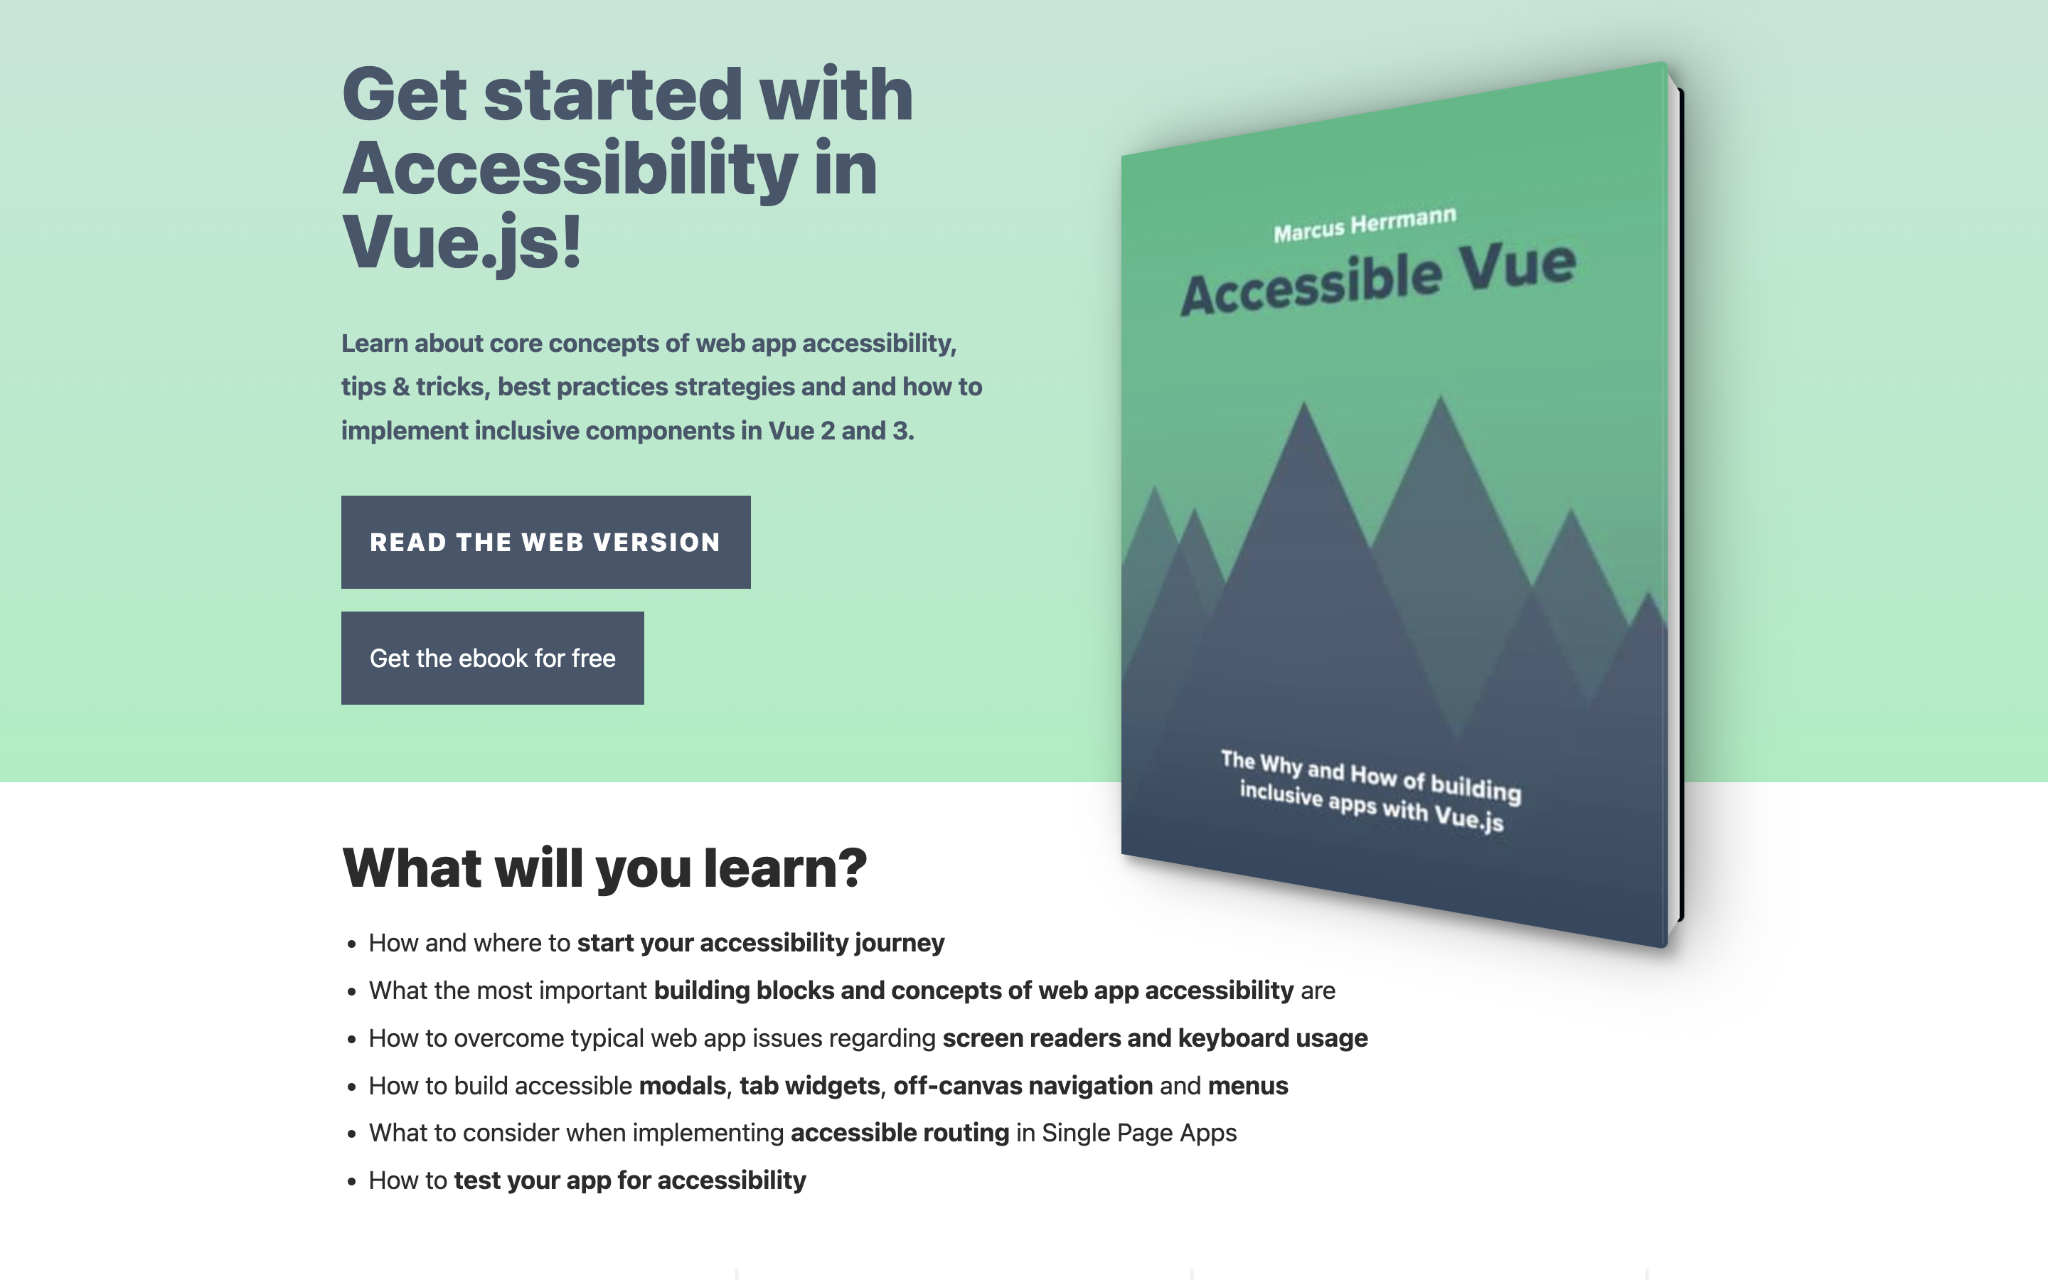 Get started with
Accessibility in
Vue.js!
Learn about core concepts of web app accessibility,
tips & tricks, best practices strategies and and how to
implement inclusive components in Vue 2 and 3.
READ THE WEB VERSION
Get the ebook for free
Marcus Herrmann
Accessible Vue
The Why and How of building
inclusive apps with Vue.js
What will you learn?
• How and where to start your accessibility journey
• What the most important building blocks and concepts of web app accessibility are
• How to overcome typical web app issues regarding screen readers and keyboard usage
• How to build accessible modals, tab widgets, off-canvas navigation and menus
• What to consider when implementing accessible routing in Single Page Apps
• How to test your app for accessibility